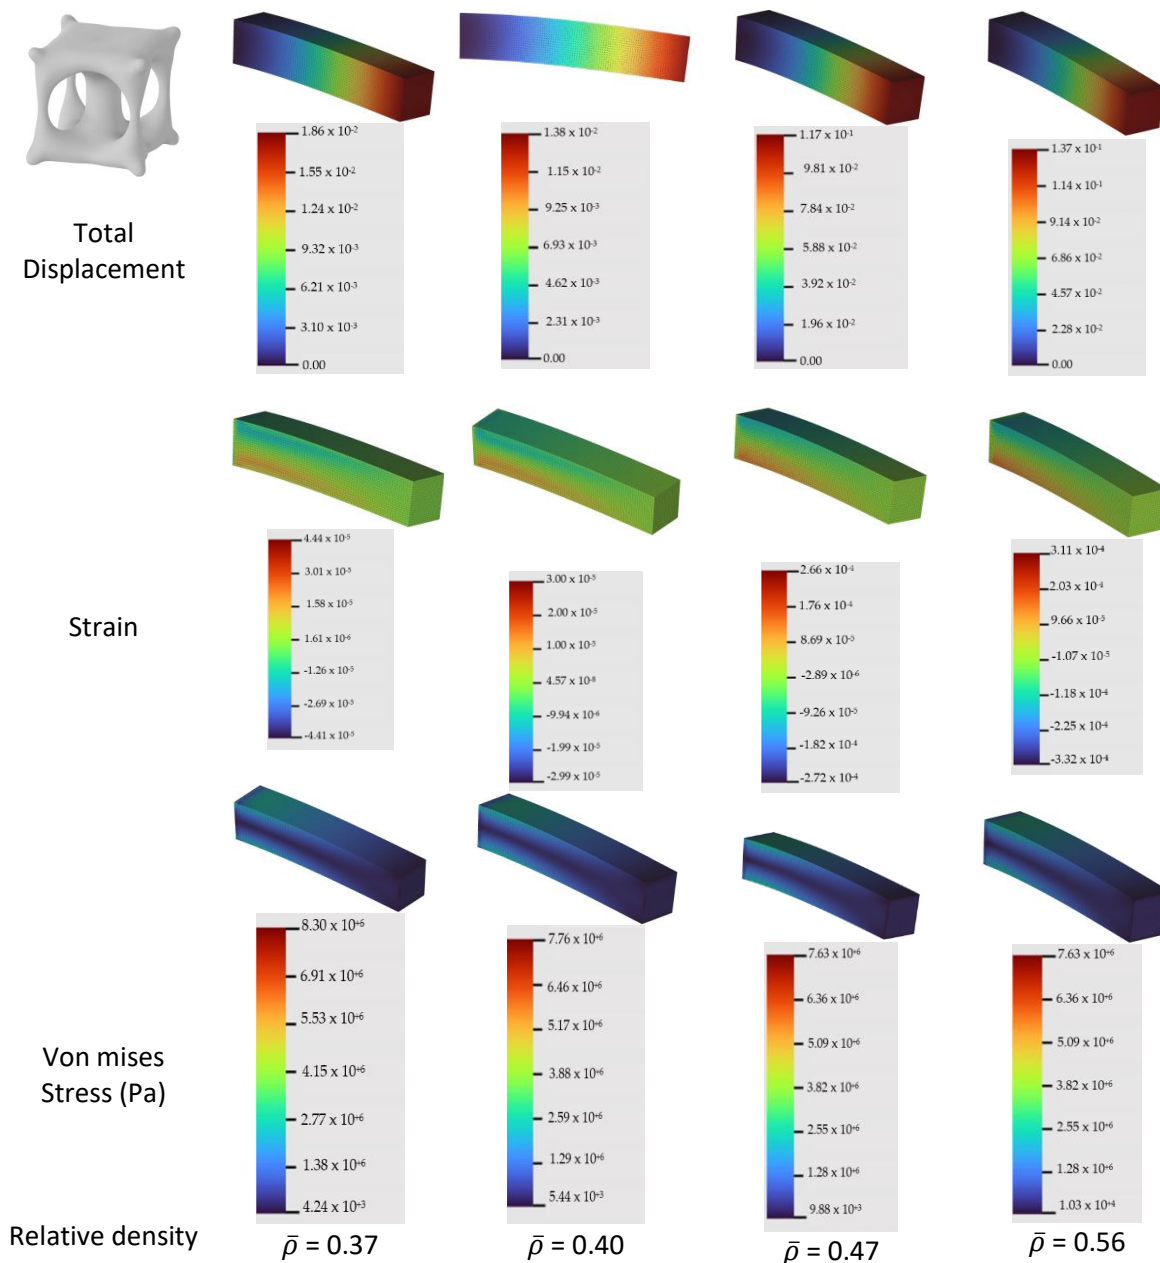 Total
Displacement
1.86 x 10⁻²
1.55 x 10⁻²
1.24 x 10⁻²
9.32 x 10⁻³
6.21 x 10⁻³
3.10 x 10⁻³
0.00
1.38 x 10⁻²
1.15 x 10⁻²
9.25 x 10⁻³
6.93 x 10⁻³
4.62 x 10⁻³
2.31 x 10⁻³
0.00
1.17 x 10⁻¹
9.81 x 10⁻²
7.84 x 10⁻²
5.88 x 10⁻²
3.92 x 10⁻²
1.96 x 10⁻²
0.00
1.37 x 10⁻¹
1.14 x 10⁻¹
9.14 x 10⁻²
6.86 x 10⁻²
4.57 x 10⁻²
2.28 x 10⁻²
0.00
Strain
4.44 x 10⁻⁵
3.01 x 10⁻⁵
1.58 x 10⁻⁵
1.61 x 10⁻⁶
-1.26 x 10⁻⁵
-2.69 x 10⁻⁵
-4.41 x 10⁻⁵
3.00 x 10⁻⁵
2.00 x 10⁻⁵
1.00 x 10⁻⁵
4.57 x 10⁻⁸
-9.94 x 10⁻⁶
-1.99 x 10⁻⁵
-2.99 x 10⁻⁵
2.66 x 10⁻⁴
1.76 x 10⁻⁴
8.69 x 10⁻⁵
-2.89 x 10⁻⁶
-9.26 x 10⁻⁵
-1.82 x 10⁻⁴
-2.72 x 10⁻⁴
3.11 x 10⁻⁴
2.03 x 10⁻⁴
9.66 x 10⁻⁵
-1.07 x 10⁻⁵
-1.18 x 10⁻⁴
-2.25 x 10⁻⁴
-3.32 x 10⁻⁴
Von mises
Stress (Pa)
8.30 x 10⁺⁶
6.91 x 10⁺⁶
5.53 x 10⁺⁶
4.15 x 10⁺⁶
2.77 x 10⁺⁶
1.38 x 10⁺⁶
4.24 x 10⁺³
7.76 x 10⁺⁶
6.46 x 10⁺⁶
5.17 x 10⁺⁶
3.88 x 10⁺⁶
2.59 x 10⁺⁶
1.29 x 10⁺⁶
5.44 x 10⁺³
7.63 x 10⁺⁶
6.36 x 10⁺⁶
5.09 x 10⁺⁶
3.82 x 10⁺⁶
2.55 x 10⁺⁶
1.28 x 10⁺⁶
9.88 x 10⁺³
7.63 x 10⁺⁶
6.36 x 10⁺⁶
5.09 x 10⁺⁶
3.82 x 10⁺⁶
2.55 x 10⁺⁶
1.28 x 10⁺⁶
1.03 x 10⁺⁴
Relative density
ρ̅ = 0.37
ρ̅ = 0.40
ρ̅ = 0.47
ρ̅ = 0.56